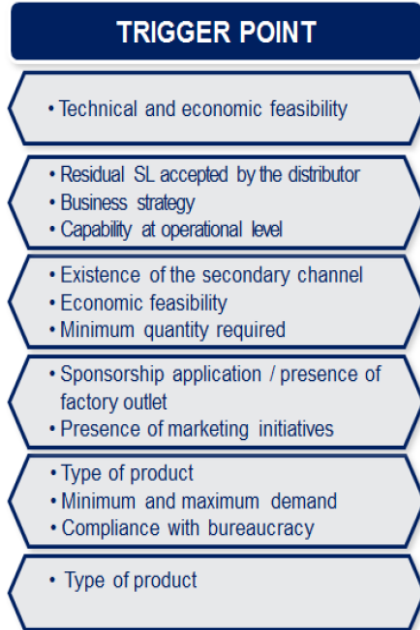 TRIGGER POINT
• Technical and economic feasibility
• Residual SL accepted by the distributor
• Business strategy
• Capability at operational level
• Existence of the secondary channel
• Economic feasibility
• Minimum quantity required
• Sponsorship application / presence of
factory outlet
• Presence of marketing initiatives
• Type of product
• Minimum and maximum demand
• Compliance with bureaucracy
• Type of product